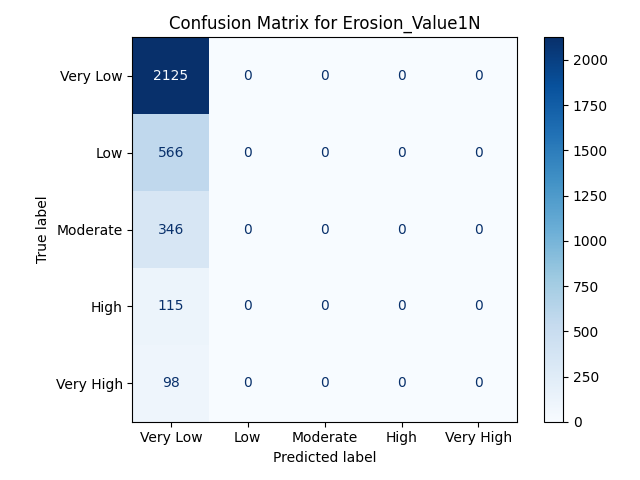 Confusion Matrix for Erosion_Value1N
True label
Very Low 2125 0 0 0 0
Low 566 0 0 0 0
Moderate 346 0 0 0 0
High 115 0 0 0 0
Very High 98 0 0 0 0
Very Low Low Moderate High Very High
Predicted label
2000
1750
1500
1250
1000
750
500
250
0